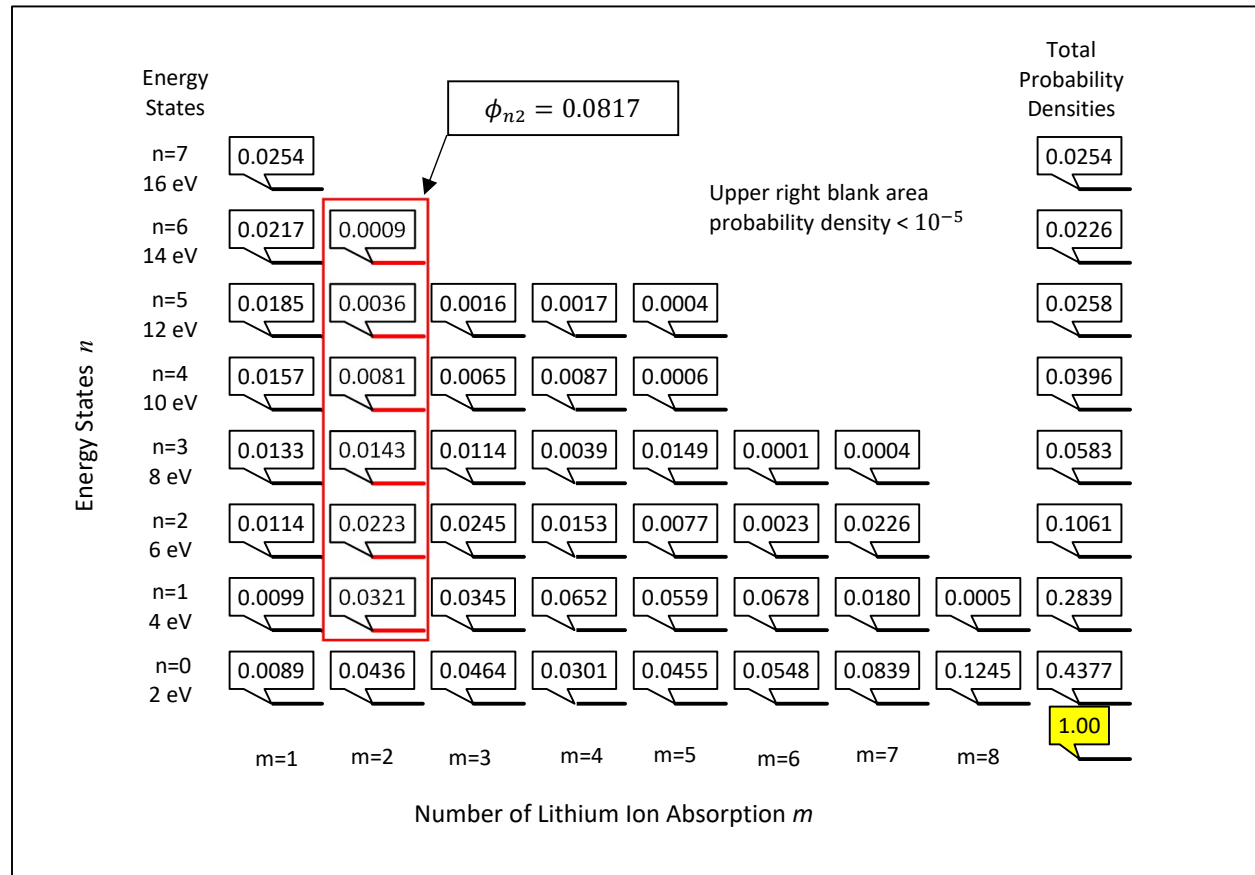 Energy
States
ϕ_{n2} = 0.0817
Total
Probability
Densities
n=7
16 eV
0.0254
0.0254
Upper right blank area
probability density < 10^{-5}
n=6
14 eV
0.0217 0.0009
0.0226
n=5
12 eV
0.0185 0.0036 0.0016 0.0017 0.0004
0.0258
n=4
10 eV
0.0157 0.0081 0.0065 0.0087 0.0006
0.0396
n=3
8 eV
0.0133 0.0143 0.0114 0.0039 0.0149 0.0001 0.0004
0.0583
n=2
6 eV
0.0114 0.0223 0.0245 0.0153 0.0077 0.0023 0.0226
0.1061
n=1
4 eV
0.0099 0.0321 0.0345 0.0652 0.0559 0.0678 0.0180 0.0005 0.2839
n=0
2 eV
0.0089 0.0436 0.0464 0.0301 0.0455 0.0548 0.0839 0.1245 0.4377
1.00
m=1 m=2 m=3 m=4 m=5 m=6 m=7 m=8
Energy States n
Number of Lithium Ion Absorption m